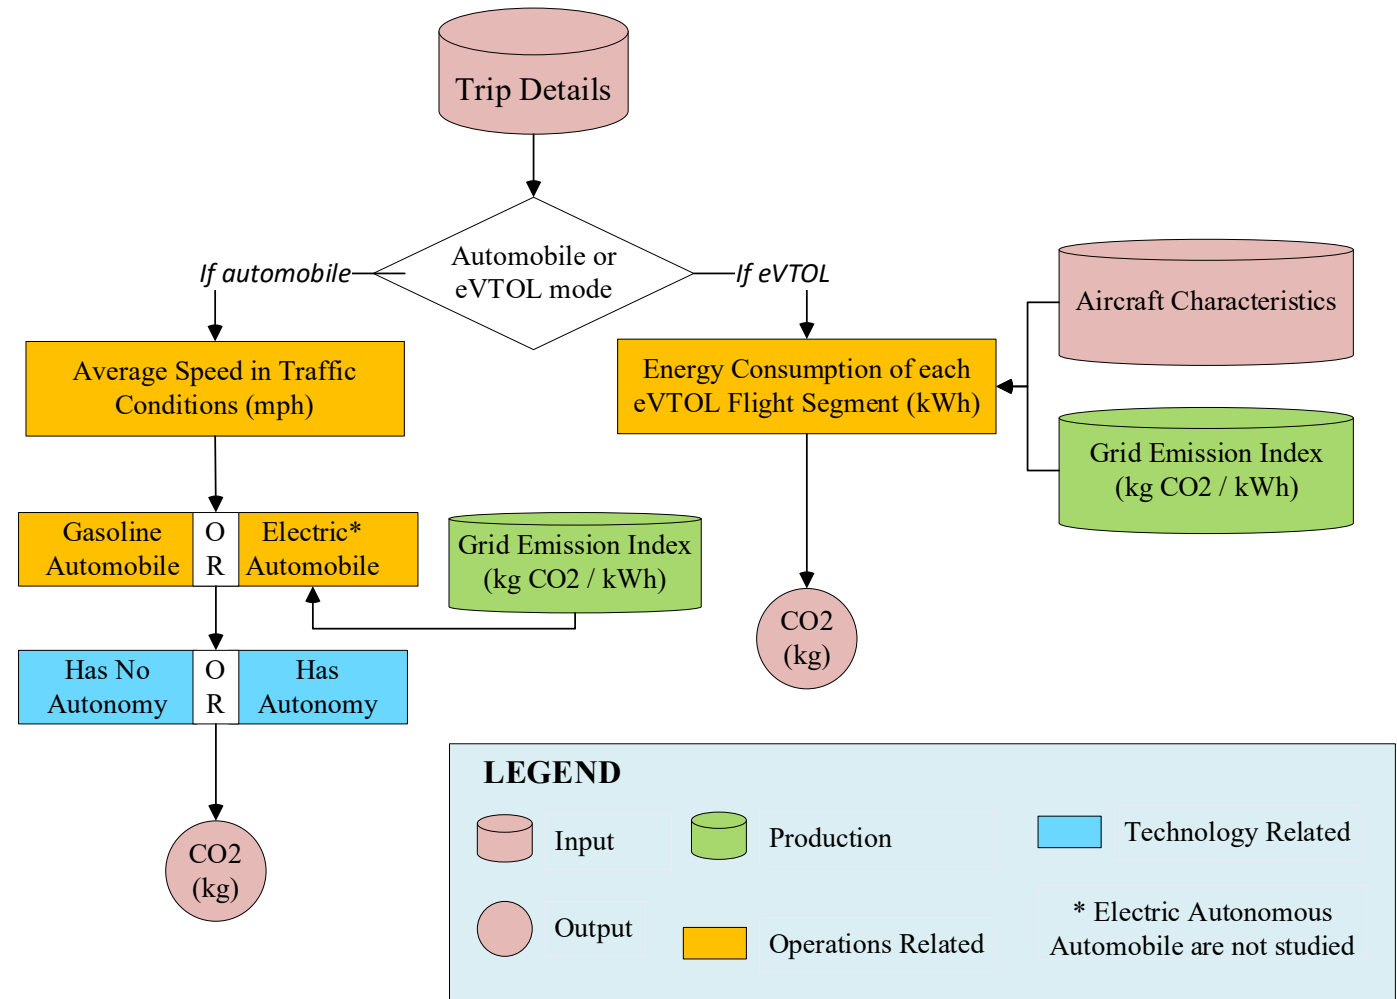 Trip Details
Automobile or
eVTOL mode
If automobile
If eVTOL
Aircraft Characteristics
Average Speed in Traffic
Conditions (mph)
Energy Consumption of each
eVTOL Flight Segment (kWh)
Grid Emission Index
(kg CO2 / kWh)
Gasoline
Automobile
O
R
Electric*
Automobile
Grid Emission Index
(kg CO2 / kWh)
CO2
(kg)
Has No
Autonomy
O
R
Has
Autonomy
CO2
(kg)
LEGEND
Input
Production
Technology Related
Output
Operations Related
* Electric Autonomous
Automobile are not studied